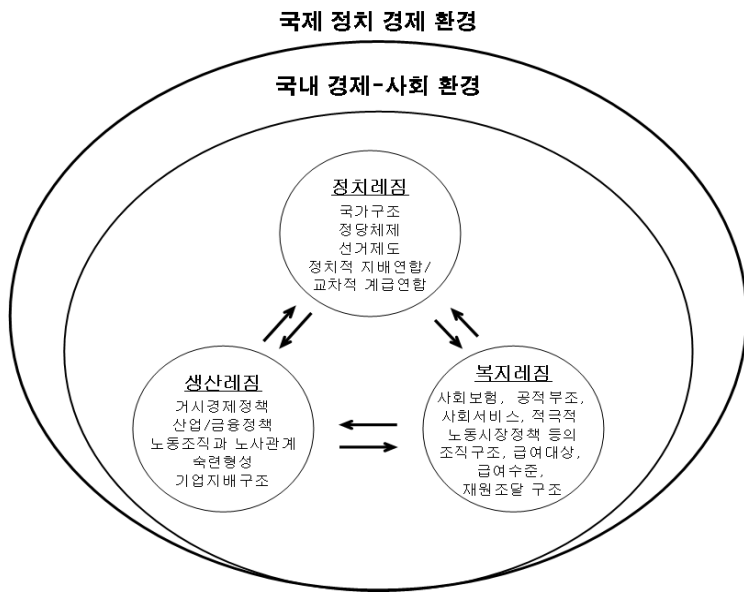 국제 정치 경제 환경
국내 경제-사회 환경
정치레짐
국가구조
정당체제
선거제도
정치적 지배연합/
교차적 계급연합
생산레짐
거시경제정책
산업/금융정책
노동조직과 노사관계
숙련형성
기업지배구조
복지레짐
사회보험, 공적부조,
사회서비스, 적극적
노동시장정책 등의
조직구조, 급여대상,
급여수준,
재원조달 구조